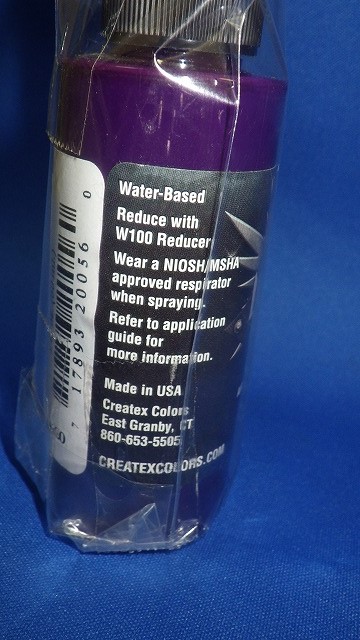 Water-Based
Reduce with
W100 Reducer
Wear a NIOSH/MSHA
approved respirator
when spraying.
Refer to application
guide for
more information.
Made in USA
Createx Colors
East Granby, CT
860-653-5505
CREATEXCOLORS.COM
7 17893 20056 0